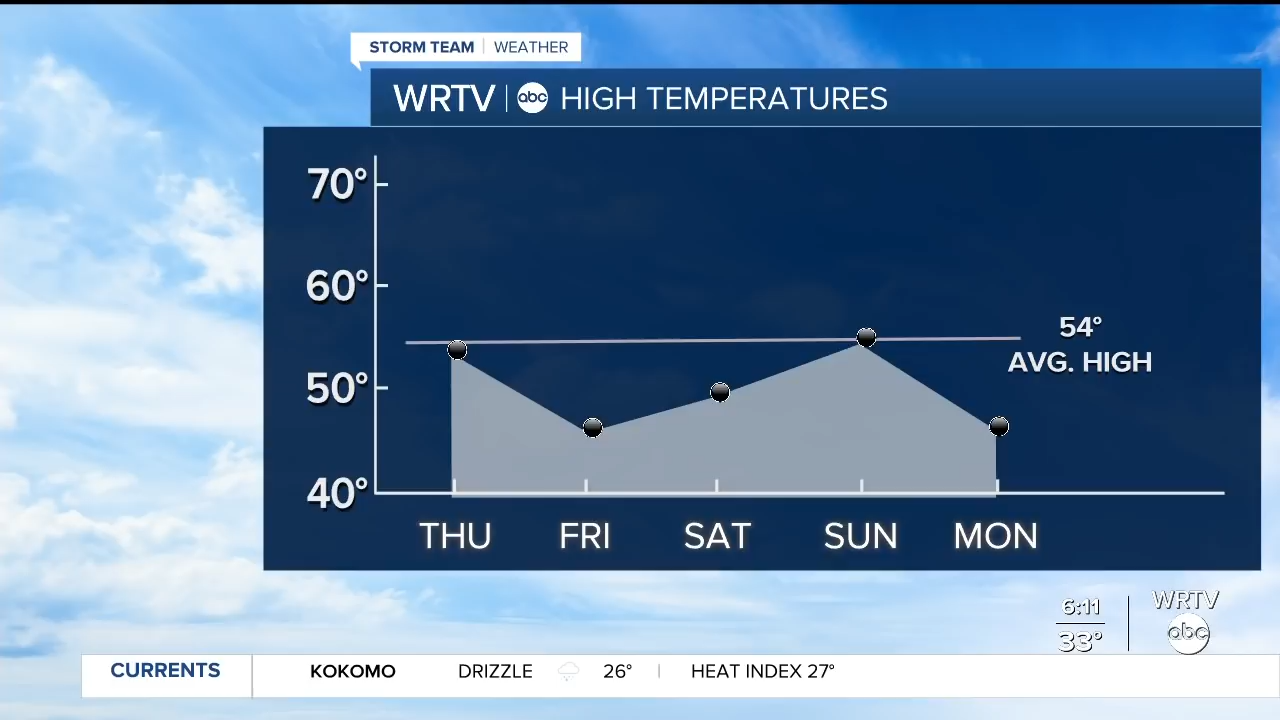 STORM TEAM | WEATHER
WRTV | abc HIGH TEMPERATURES
70°
60°
50°
40°
54°
AVG. HIGH
THU FRI SAT SUN MON
6:11
33°
WRTV
abc
CURRENTS KOKOMO DRIZZLE 26° | HEAT INDEX 27°